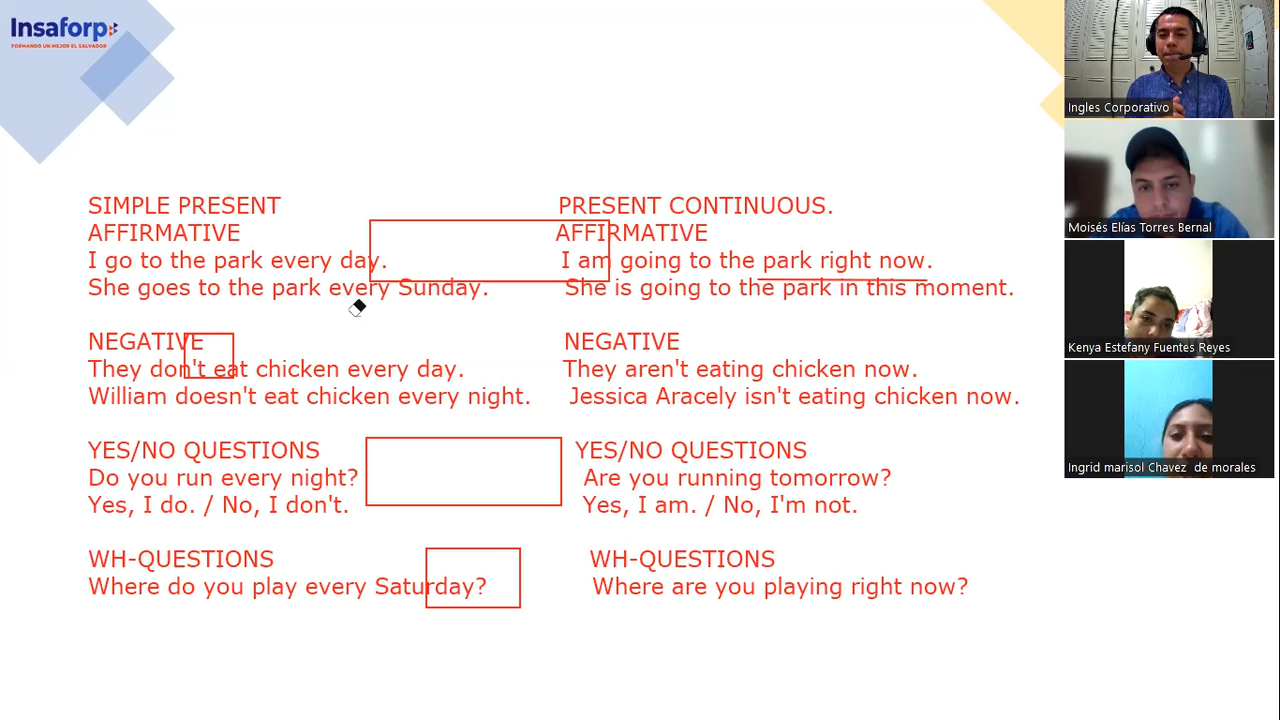 Insaforp
FORMANDO UN MEJOR EL SALVADOR
SIMPLE PRESENT
AFFIRMATIVE
I go to the park every day.
She goes to the park every Sunday.
NEGATIVE
They don't eat chicken every day.
William doesn't eat chicken every night.
YES/NO QUESTIONS
Do you run every night?
Yes, I do. / No, I don't.
WH-QUESTIONS
Where do you play every Saturday?
PRESENT CONTINUOUS.
AFFIRMATIVE
I am going to the park right now.
She is going to the park in this moment.
NEGATIVE
They aren't eating chicken now.
Jessica Aracely isn't eating chicken now.
YES/NO QUESTIONS
Are you running tomorrow?
Yes, I am. / No, I'm not.
WH-QUESTIONS
Where are you playing right now?
Ingles Corporativo
Moisés Elías Torres Bernal
Kenya Estefany Fuentes Reyes
Ingrid marisol Chavez de morales